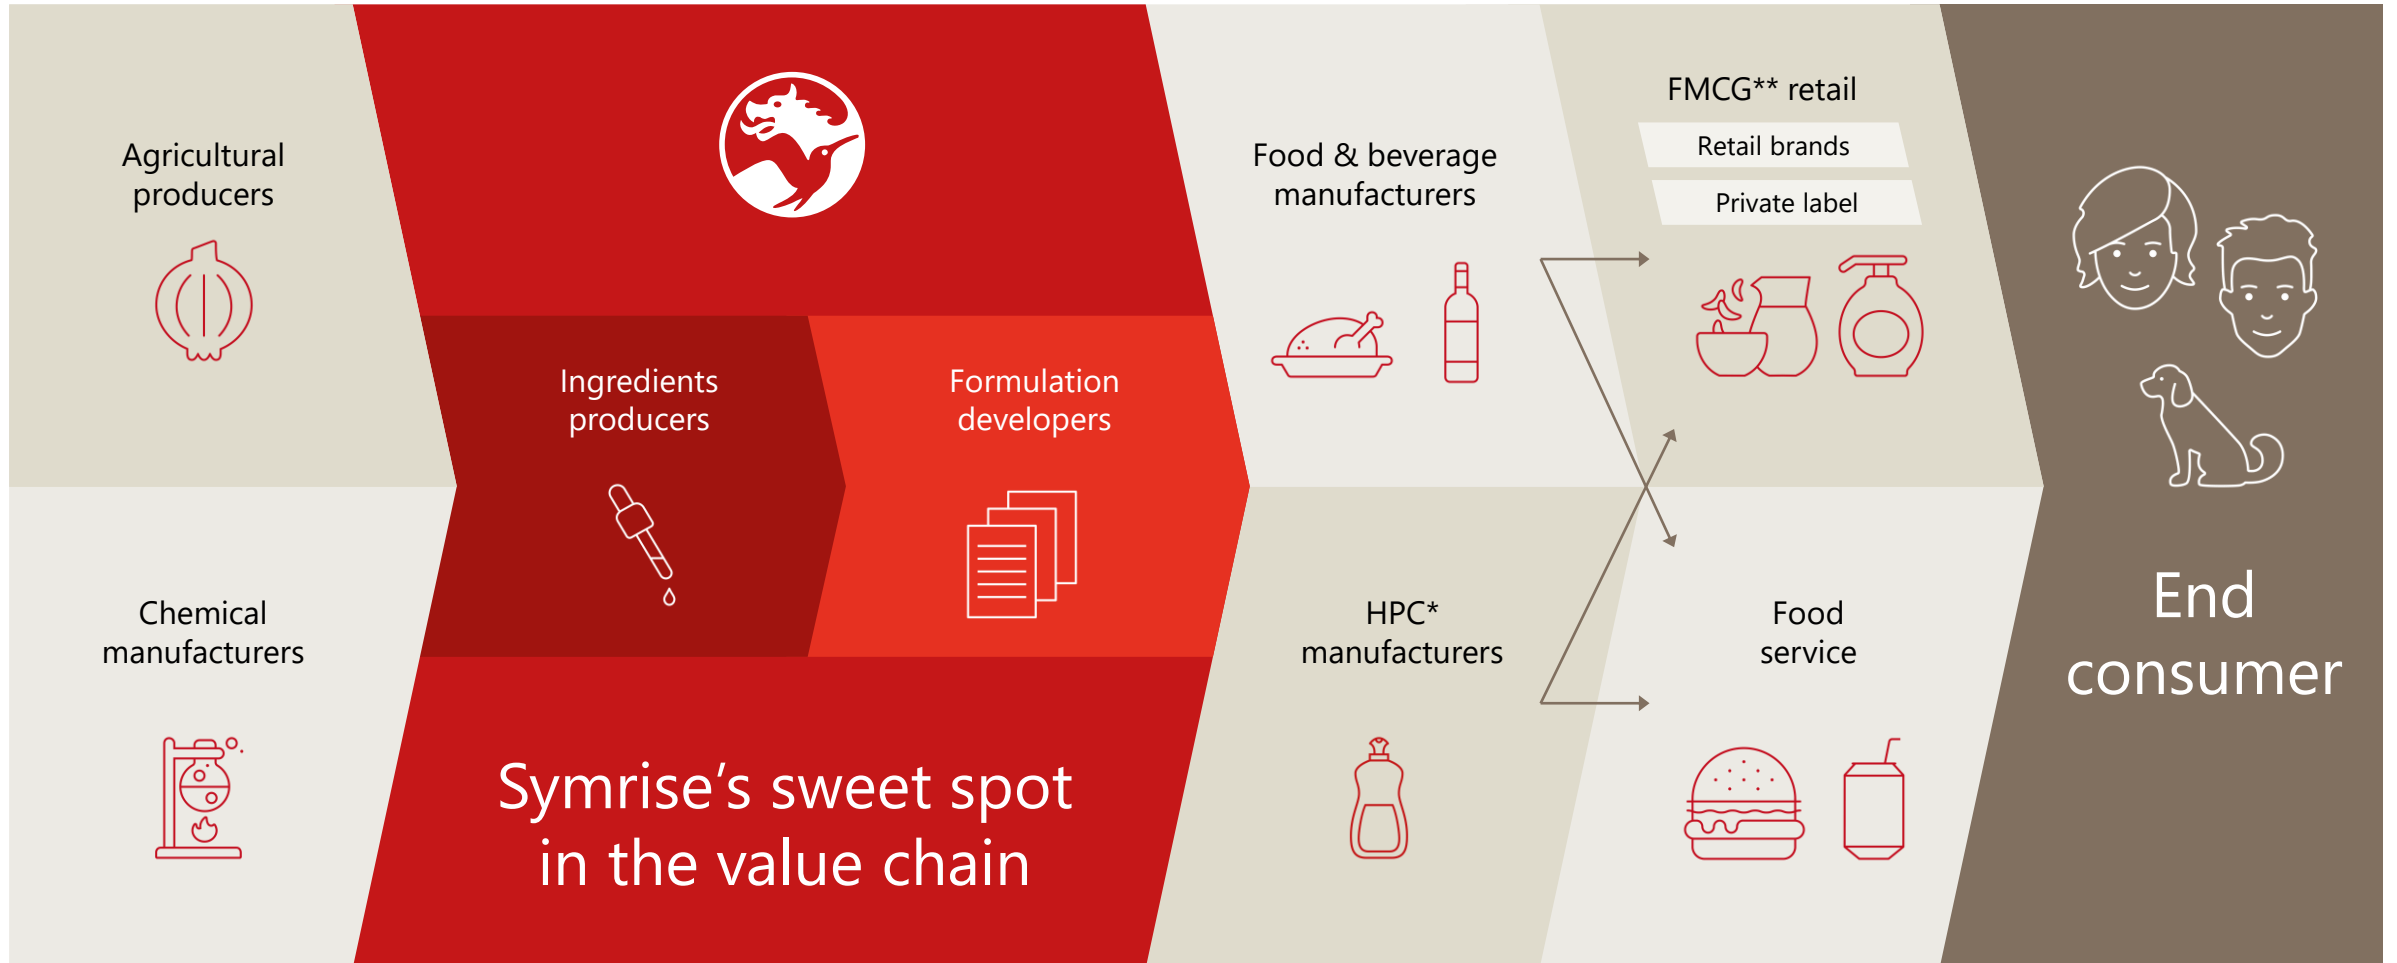 Agricultural
producers
Chemical
manufacturers
Ingredients
producers
Formulation
developers
Symrise’s sweet spot
in the value chain
Food & beverage
manufacturers
HPC*
manufacturers
FMCG** retail
Retail brands
Private label
Food
service
End
consumer